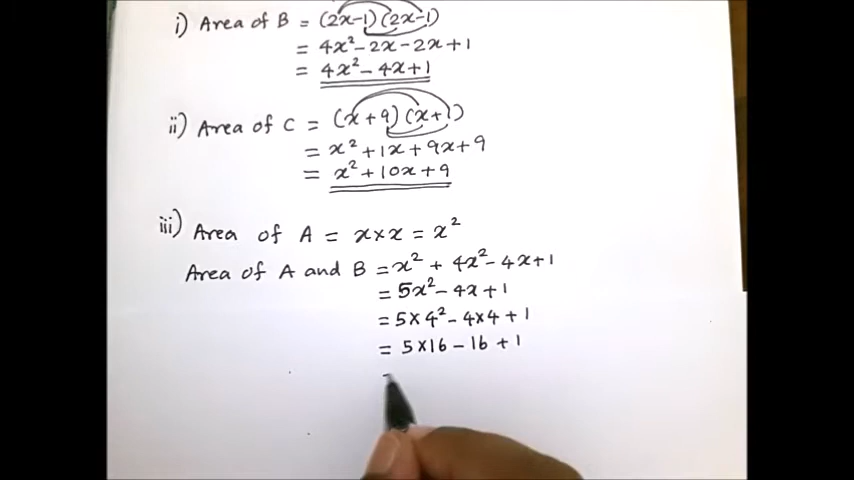 i) Area of B = (2x-1)(2x-1)
= 4x² - 2x - 2x + 1
= 4x² - 4x + 1
ii) Area of C = (x+9)(x+1)
= x² + 1x + 9x + 9
= x² + 10x + 9
iii) Area of A = x × x = x²
Area of A and B = x² + 4x² - 4x + 1
= 5x² - 4x + 1
= 5 × 4² - 4 × 4 + 1
= 5 × 16 - 16 + 1